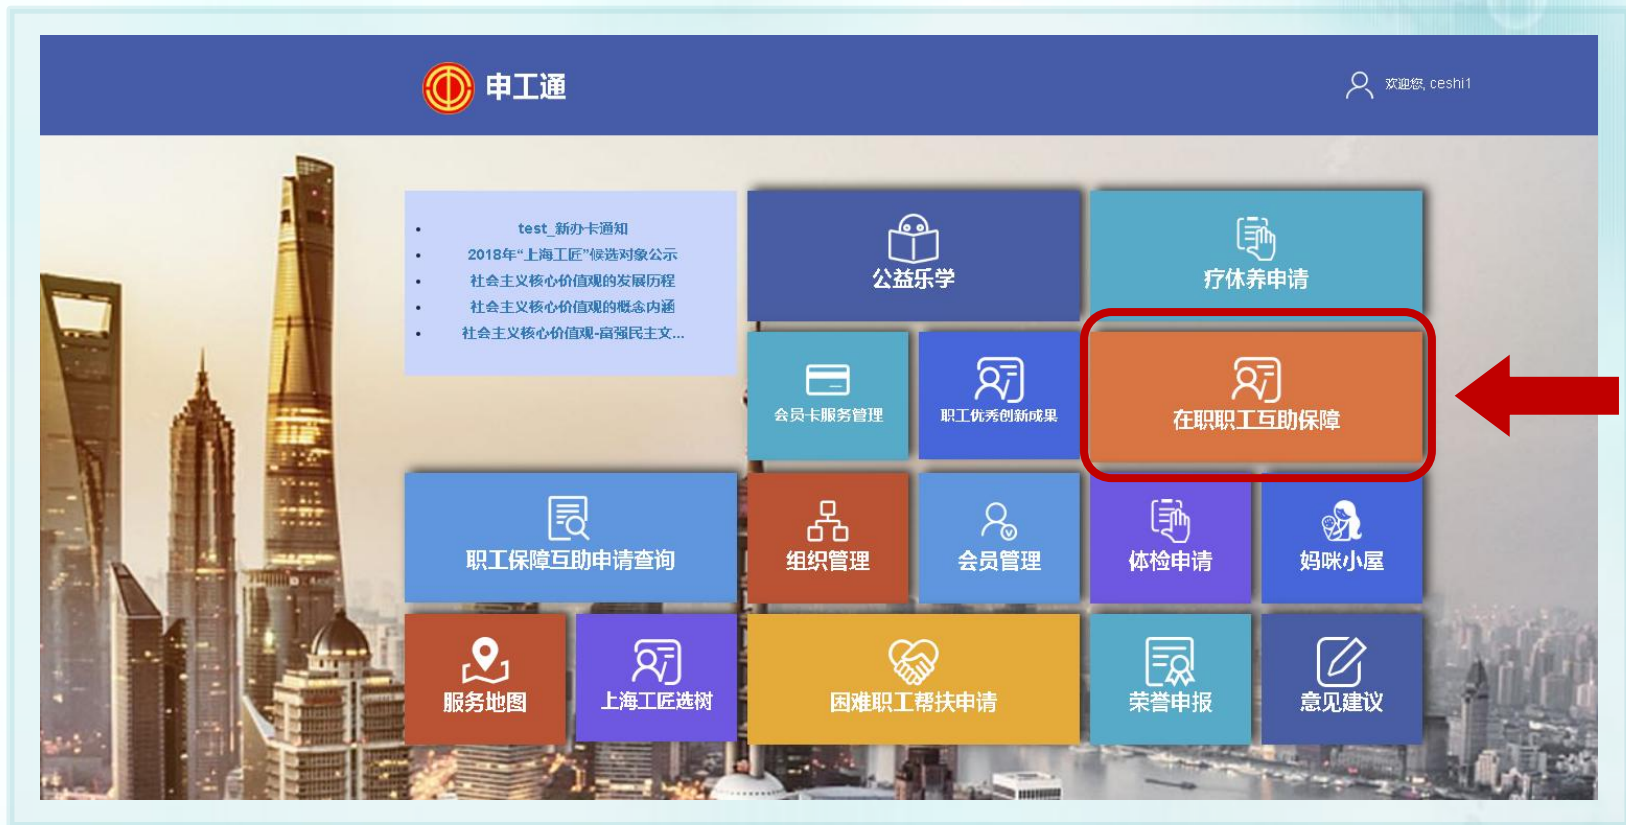 申工通
欢迎您, ceshi1
test_新办卡通知
2018年“上海工匠”候选对象公示
社会主义核心价值观的发展历程
社会主义核心价值观的概念内涵
社会主义核心价值观-富强民主文...
公益乐学
疗休养申请
会员卡服务管理
职工优秀创新成果
在职职工互助保障
职工保障互助申请查询
组织管理
会员管理
体检申请
妈咪小屋
服务地图
上海工匠选树
困难职工帮扶申请
荣誉申报
意见建议